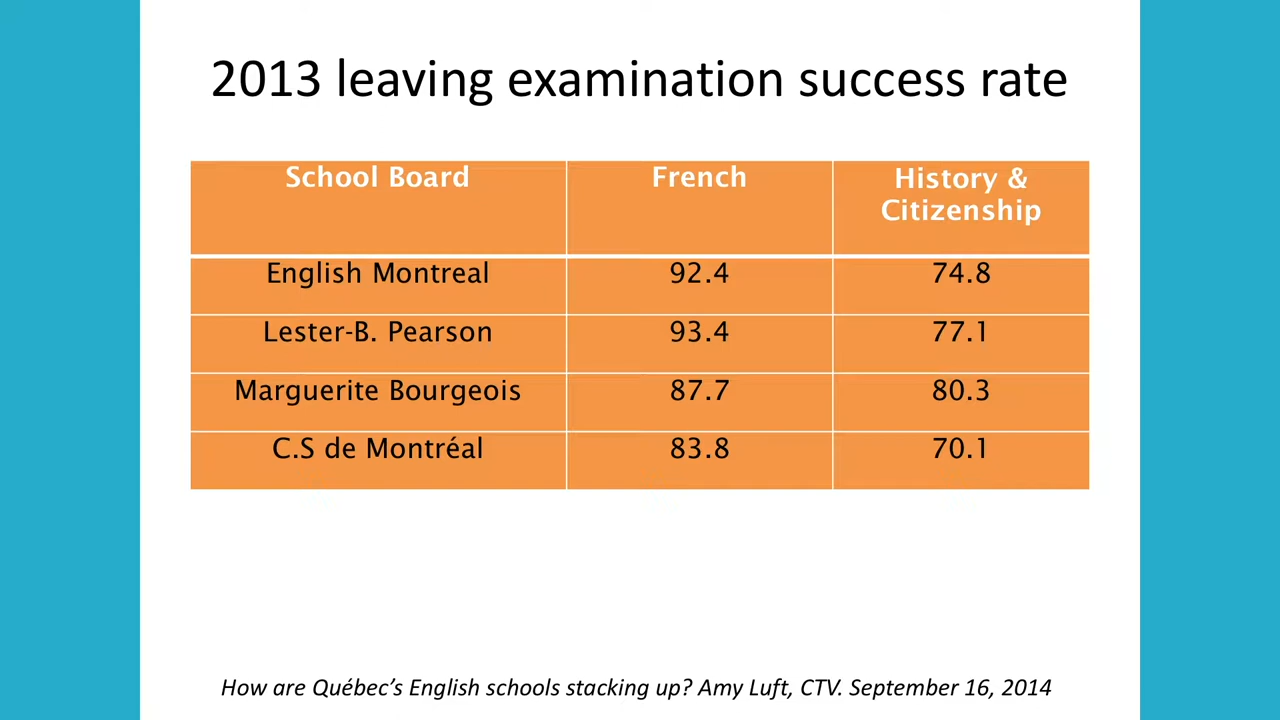 2013 leaving examination success rate
School Board French History &
Citizenship
English Montreal 92.4 74.8
Lester-B. Pearson 93.4 77.1
Marguerite Bourgeois 87.7 80.3
C.S de Montréal 83.8 70.1
How are Québec’s English schools stacking up? Amy Luft, CTV. September 16, 2014